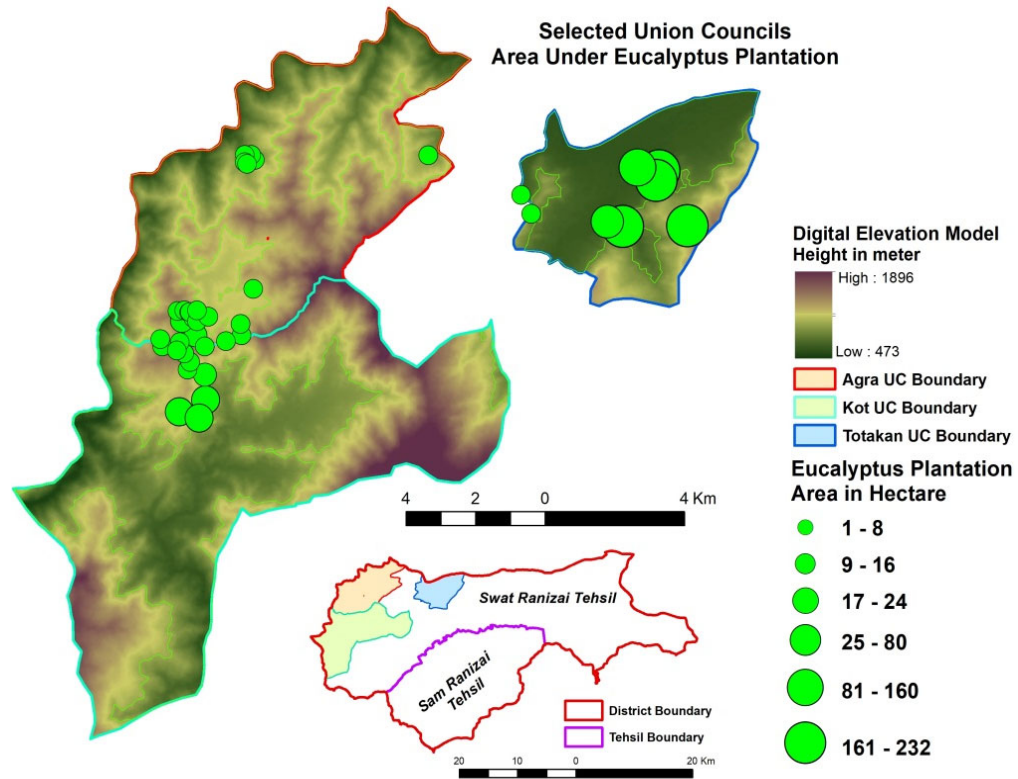 Selected Union Councils
Area Under Eucalyptus Plantation
Digital Elevation Model
Height in meter
High : 1896
Low : 473
Agra UC Boundary
Kot UC Boundary
Totakan UC Boundary
Eucalyptus Plantation
Area in Hectare
1 - 8
9 - 16
17 - 24
25 - 80
81 - 160
161 - 232
4 2 0 4 Km
Swat Ranizai Tehsil
Sam Ranizai
Tehsil
District Boundary
Tehsil Boundary
20 10 0 20 Km